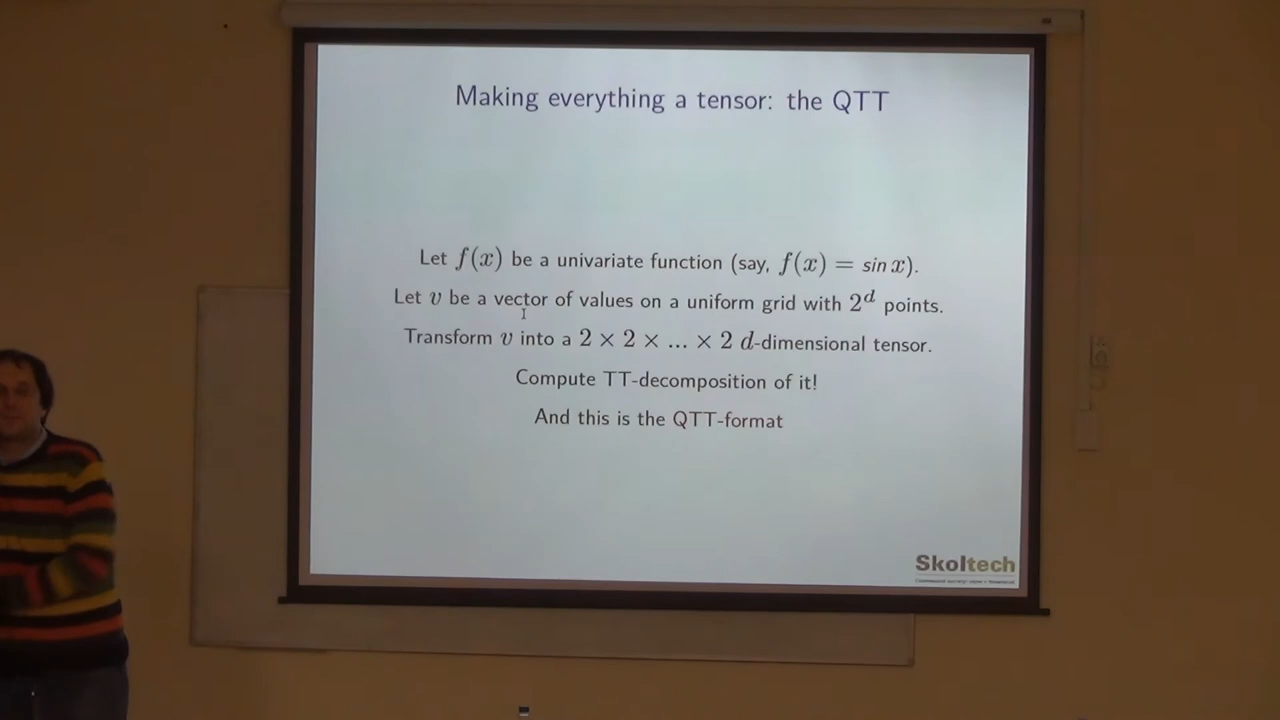 Making everything a tensor: the QTT
Let f(x) be a univariate function (say, f(x) = sin x).
Let v be a vector of values on a uniform grid with 2^d points.
Transform v into a 2 × 2 × ... × 2 d-dimensional tensor.
Compute TT-decomposition of it!
And this is the QTT-format
Skoltech